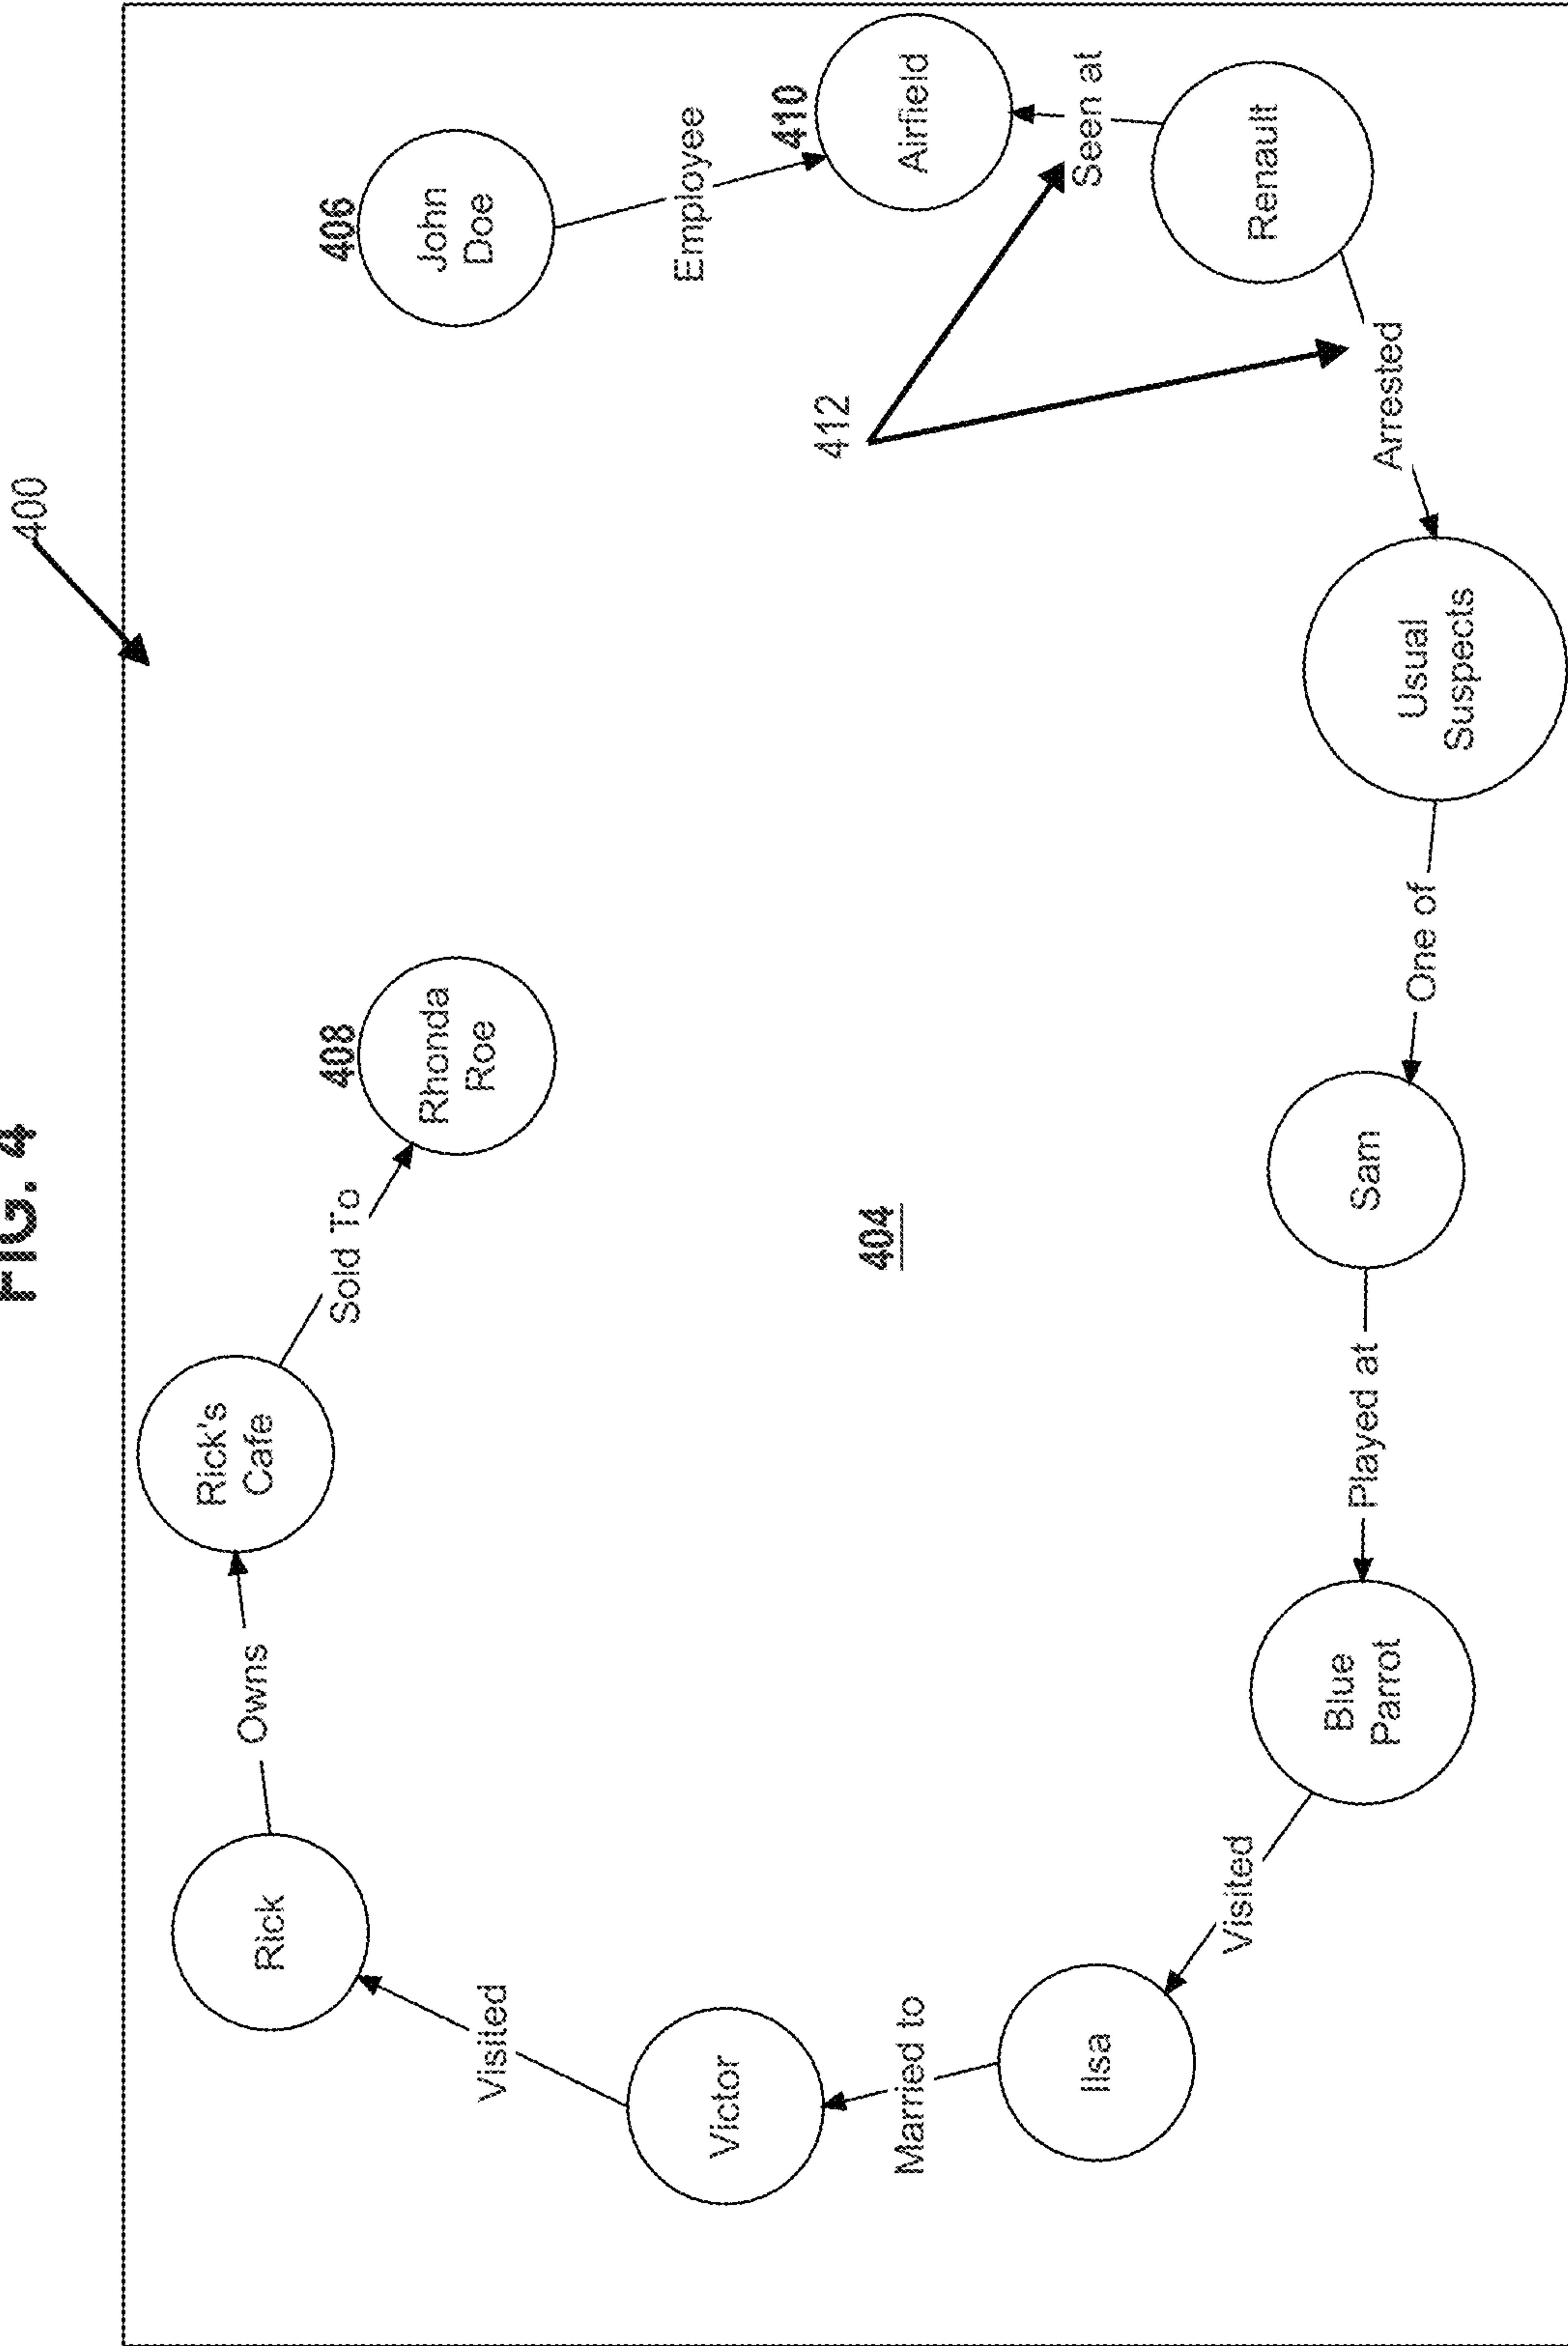 FIG. 4
400
Rick's
Cafe
Owns
Rick
408
406
Sold To
Rhonda
Roe
John
Doe
Visited
Employee
Victor
410
412
404
Married to
Airfield
Seen at
Ilsa
Visited
Renault
Blue
Parrot
Played at
Sam
Arrested
Usual
Suspects
One of